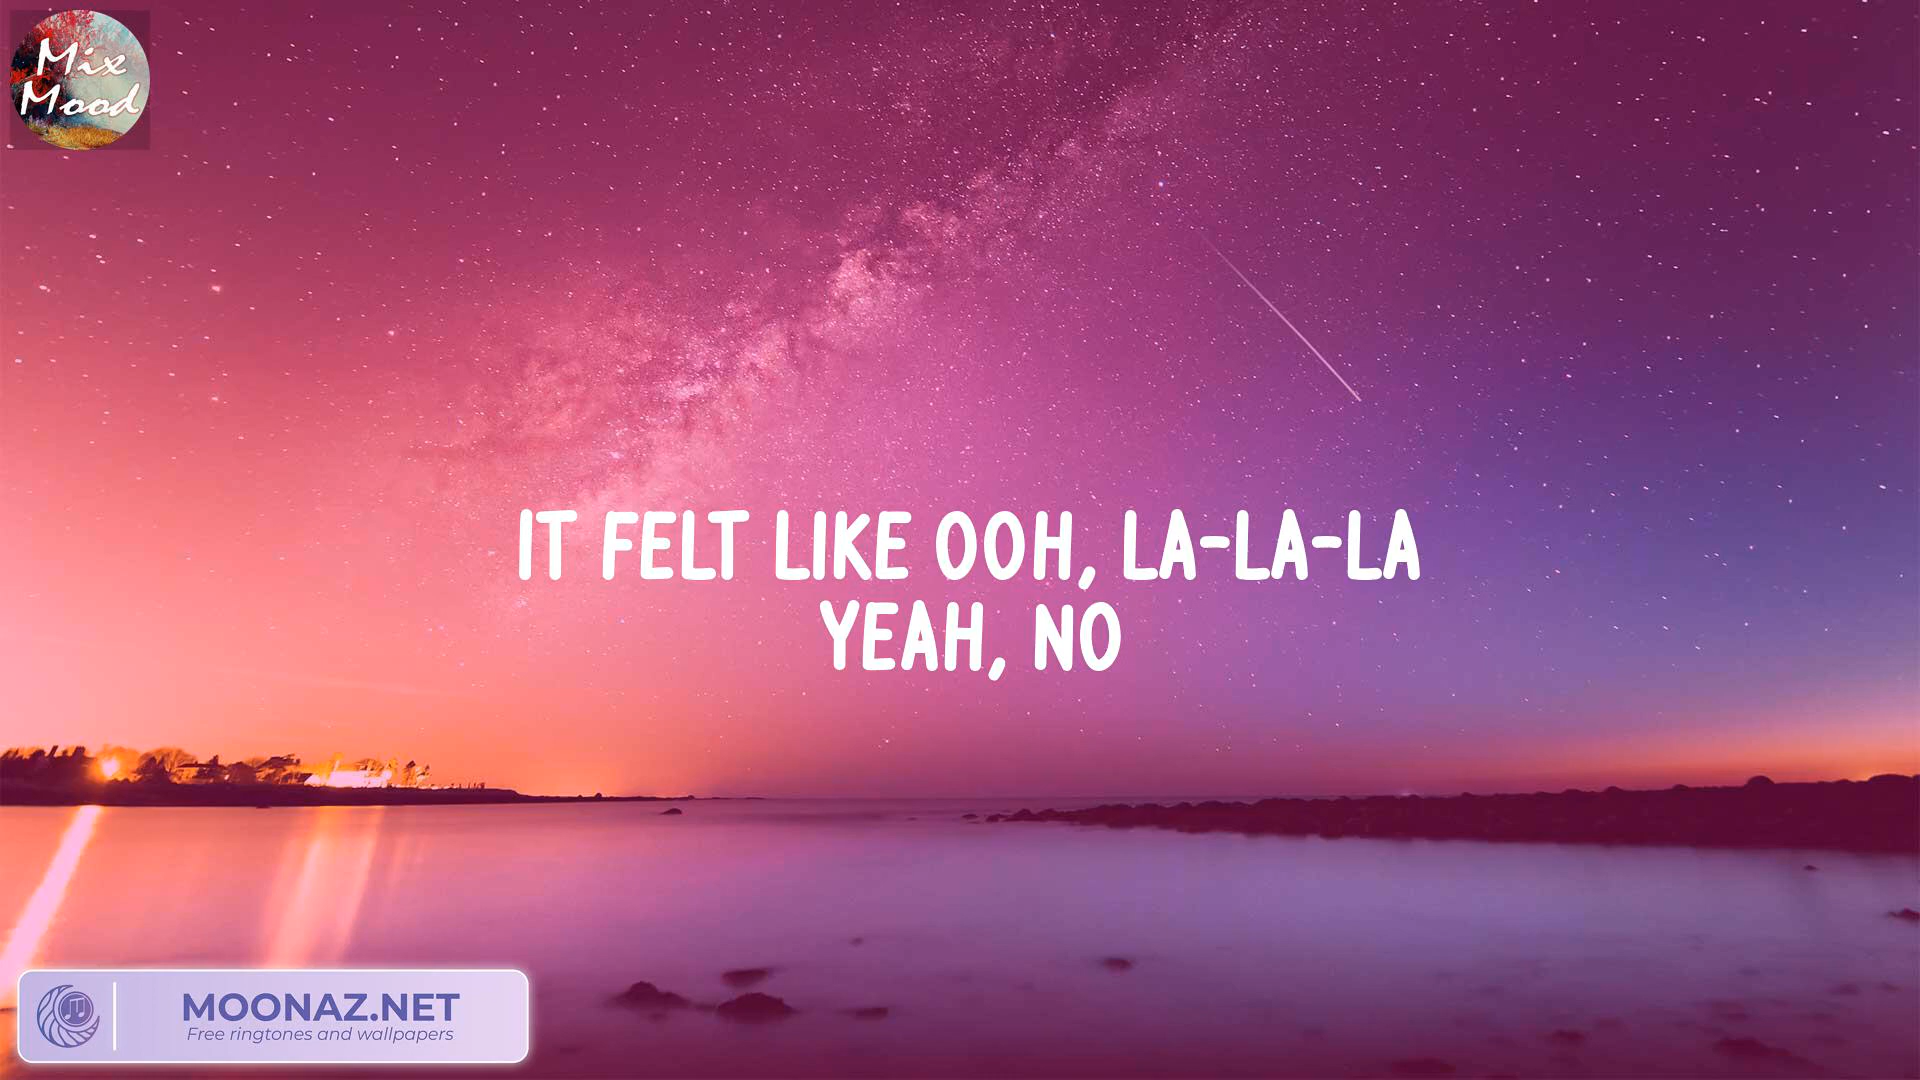 Mix
Mood
IT FELT LIKE OOH, LA-LA-LA
YEAH, NO
MOONAZ.NET
Free ringtones and wallpapers